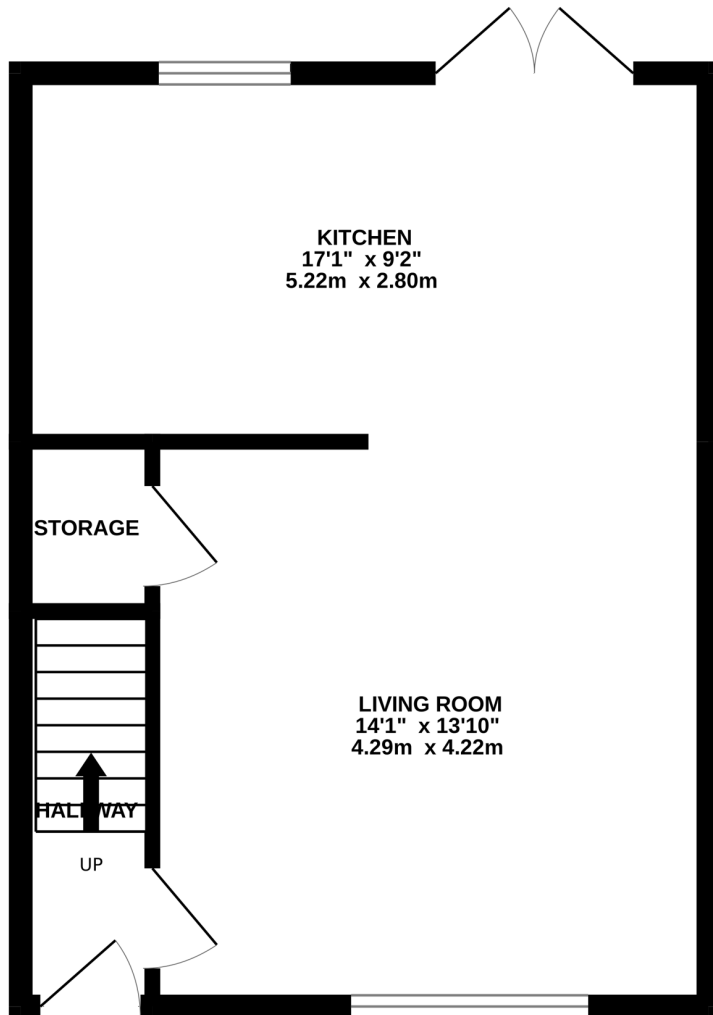 KITCHEN
17'1" x 9'2"
5.22m x 2.80m
STORAGE
LIVING ROOM
14'1" x 13'10"
4.29m x 4.22m
HALLWAY
UP